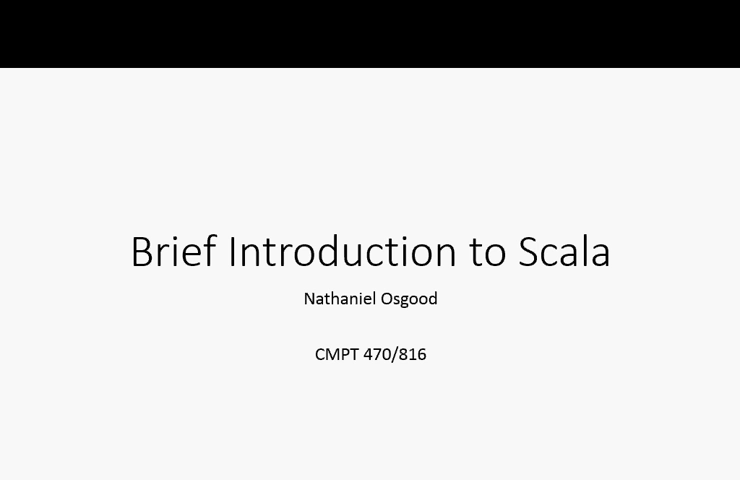 Brief Introduction to Scala
Nathaniel Osgood
CMPT 470/816